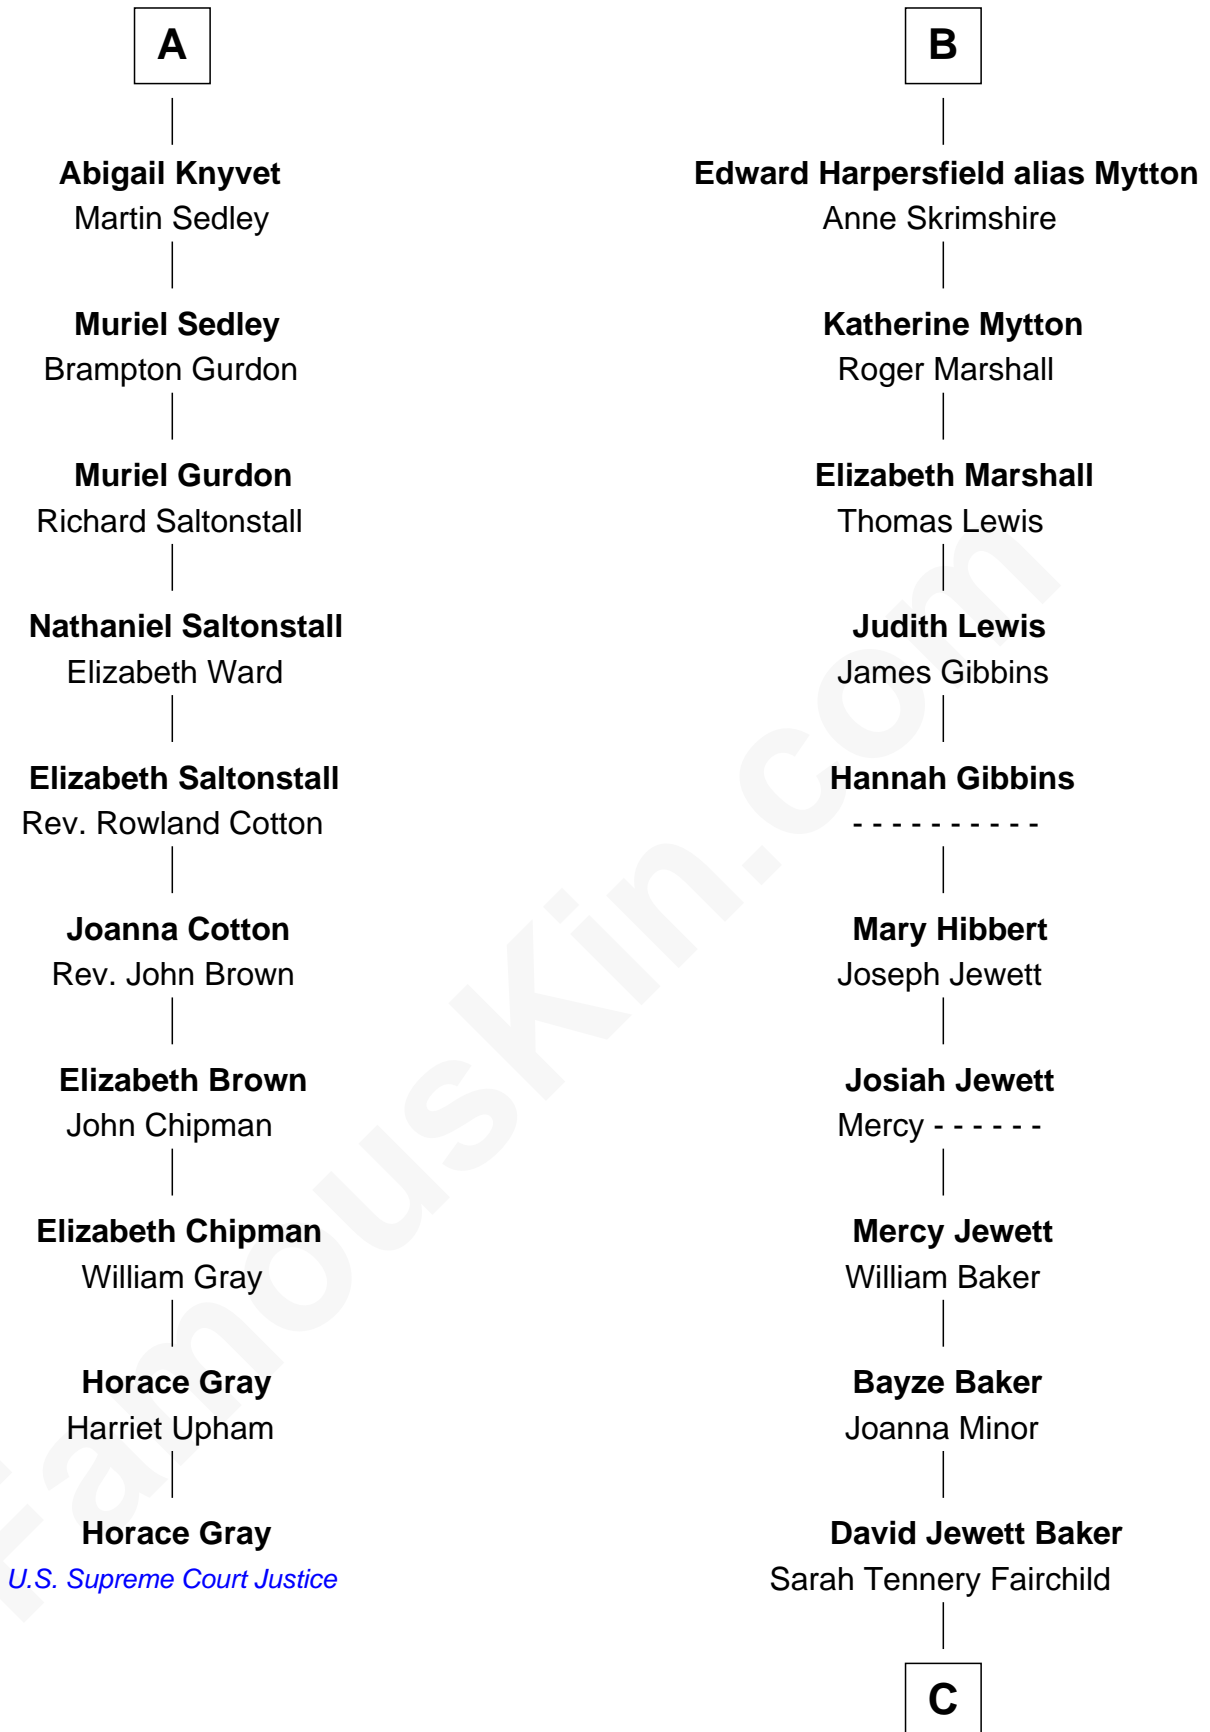 A
Abigail Knyvet
Martin Sedley
Muriel Sedley
Brampton Gurdon
Muriel Gurdon
Richard Saltonstall
Nathaniel Saltonstall
Elizabeth Ward
Elizabeth Saltonstall
Rev. Rowland Cotton
Joanna Cotton
Rev. John Brown
Elizabeth Brown
John Chipman
Elizabeth Chipman
William Gray
Horace Gray
Harriet Upham
Horace Gray
U.S. Supreme Court Justice
B
Edward Harpersfield alias Mytton
Anne Skrimshire
Katherine Mytton
Roger Marshall
Elizabeth Marshall
Thomas Lewis
Judith Lewis
James Gibbins
Hannah Gibbins
- - - - - - - - - -
Mary Hibbert
Joseph Jewett
Josiah Jewett
Mercy - - - - - -
Mercy Jewett
William Baker
Bayze Baker
Joanna Minor
David Jewett Baker
Sarah Tennery Fairchild
C
FamousKin.com